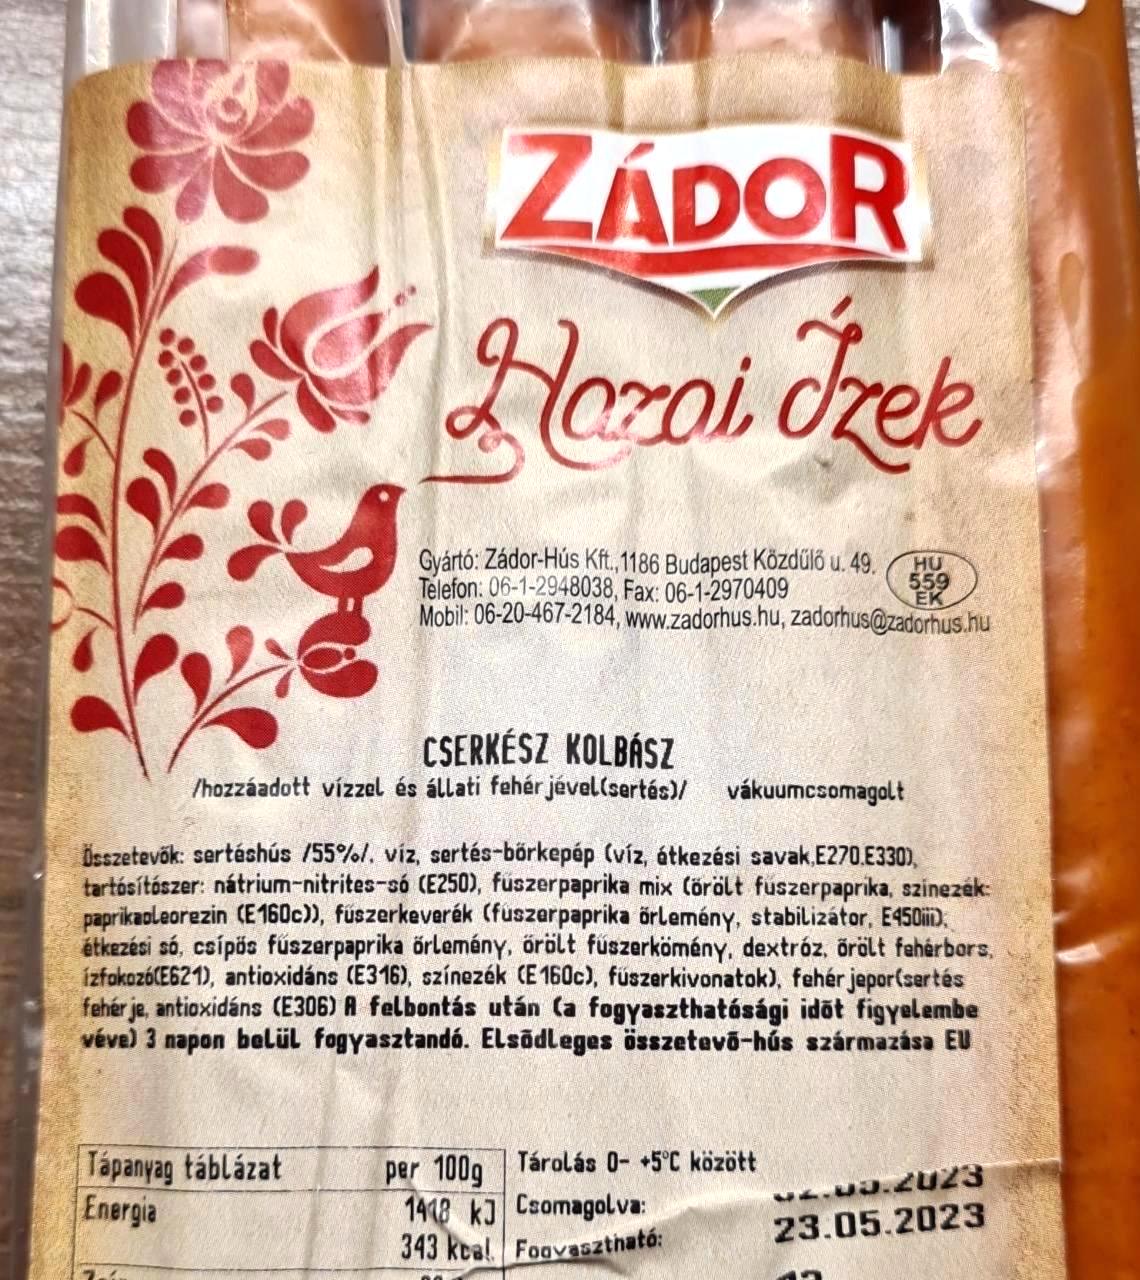 ZÁDOR
Hazai Ízek
Gyártó: Zádor-Hús Kft.,1186 Budapest Közdűlő u. 49.
Telefon: 06-1-2948038, Fax: 06-1-2970409
Mobil: 06-20-467-2184, www.zadorhus.hu, zadorhus@zadorhus.hu
HU
559
EK
CSERKÉSZ KOLBÁSZ
/hozzáadott vízzel és állati fehérjével(sertés)/ vákuumcsomagolt
Összetevők: sertéshús /55%/. víz, sertés-bőrkepép (víz, étkezési savak,E270.E330),
tartósítószer: nátrium-nitrites-só (E250), fűszerpaprika mix (őrölt fűszerpaprika, színezék:
paprikaoleorezin (E160c)), fűszerkeverék (fűszerpaprika őrlemény, stabilizátor, E450iii);
étkezési só, csípős fűszerpaprika őrlemény, őrölt fűszerkömény, dextróz, őrölt fehérbors,
ízfokozó(E621), antioxidáns (E316), színezék (E160c), fűszerkivonatok), fehérjepor(sertés
fehérje, antioxidáns (E306) A felbontás után (a fogyaszthatósági időt figyelembe
véve) 3 napon belül fogyasztandó. Elsődleges összetevő-hús származása EU
Tápanyag táblázat per 100g
Energia 1418 kJ
343 kcal
Tárolás 0- +5°C között
Csomagolva: 02.05.2023
Fogyasztható: 23.05.2023